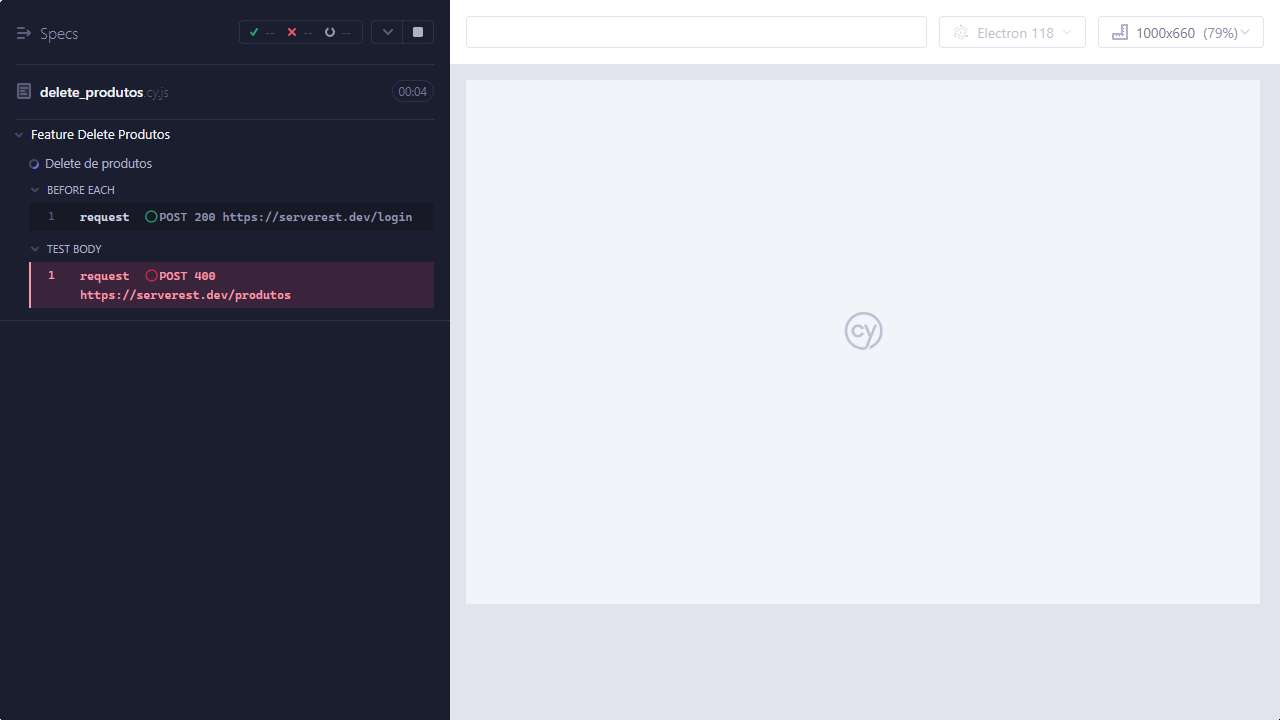 Specs
--
--
--
Electron 118
1000x660 (79%)
delete_produtos.cy.js
00:04
Feature Delete Produtos
Delete de produtos
BEFORE EACH
1 request POST 200 https://serverest.dev/login
TEST BODY
1 request POST 400
https://serverest.dev/produtos
cy